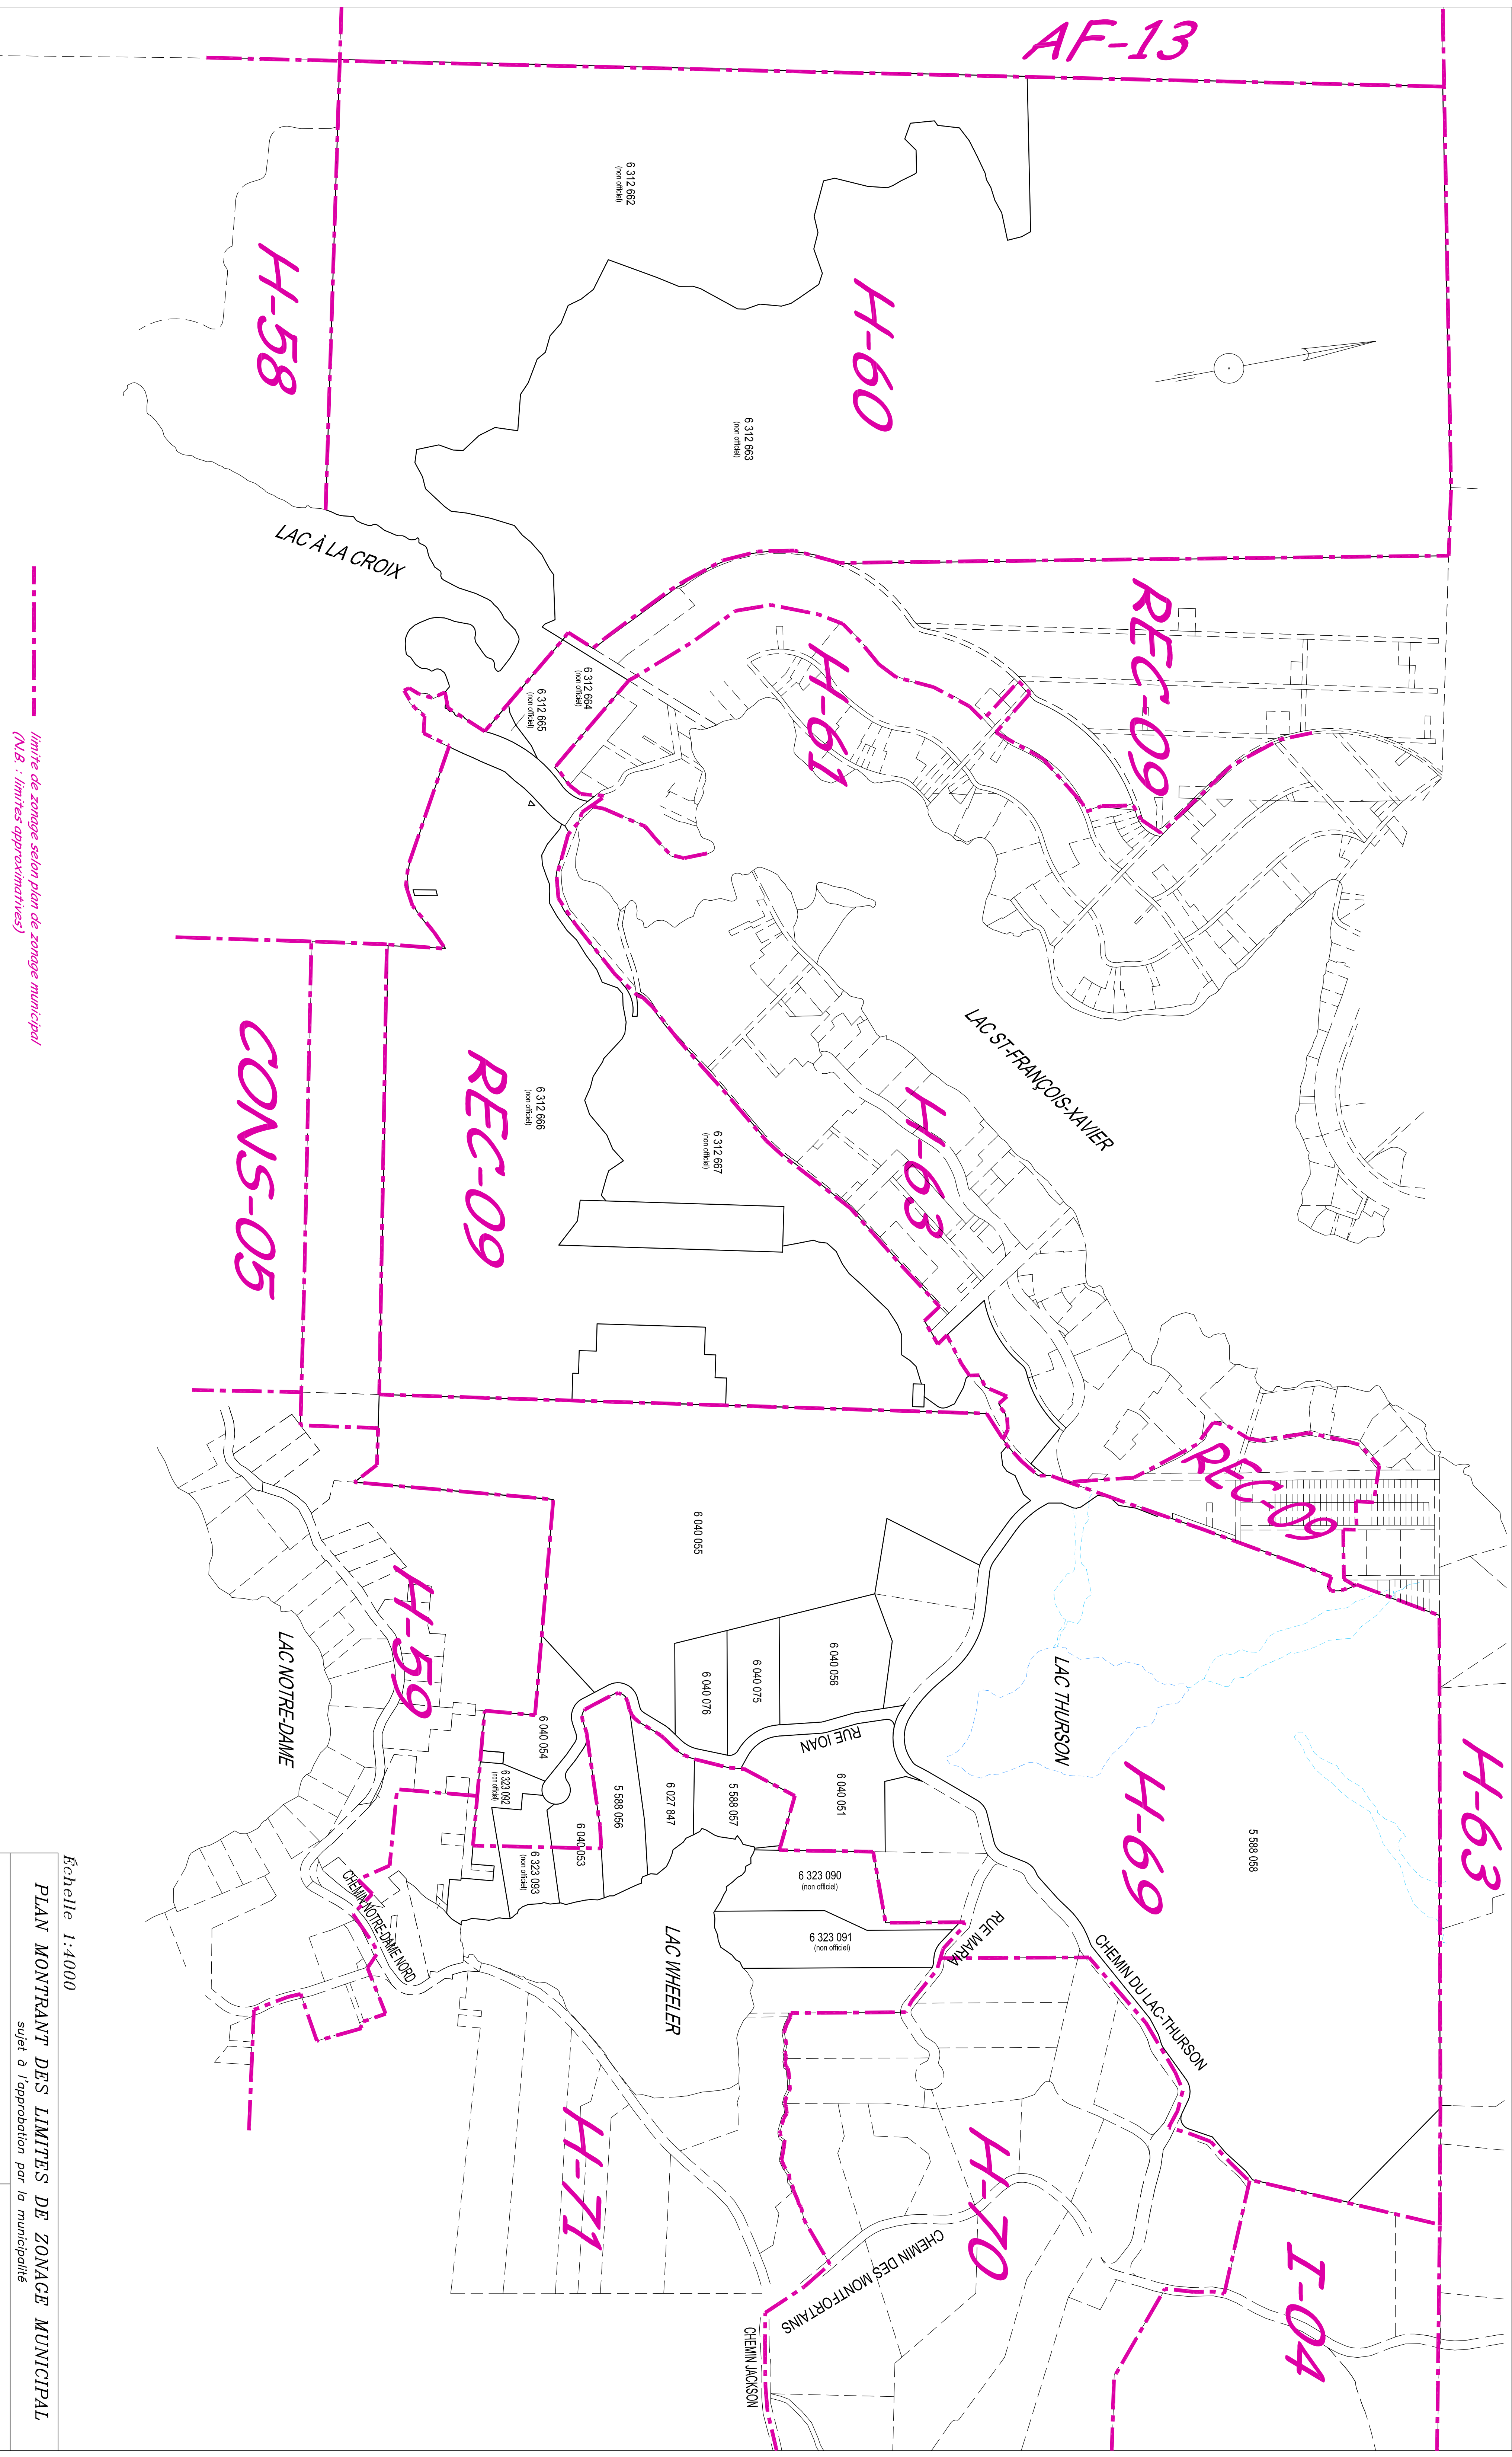 AF-13
H-60
H-58
6 312 662
(non officiel)
6 312 663
(non officiel)
LAC À LA CROIX
REC-09
H-61
6 312 664
(non officiel)
6 312 665
(non officiel)
LAC ST-FRANÇOIS-XAVIER
H-63
CONS-05
REC-09
6 312 666
(non officiel)
6 312 667
(non officiel)
REC-09
H-63
LAC THURSON
H-69
5 588 058
6 040 055
6 040 056
6 040 075
6 040 076
RUE IOAN
6 040 051
5 588 057
6 027 847
5 588 056
6 040 054
6 040 053
6 323 092
(non officiel)
6 323 093
(non officiel)
6 323 090
(non officiel)
6 323 091
(non officiel)
RUE MARIA
CHEMIN DU LAC-THURSON
H-59
LAC NOTRE-DAME
CHEMIN NOTRE-DAME NORD
LAC WHEELER
H-71
H-70
I-04
CHEMIN DES MONTFORTAINS
CHEMIN JACKSON
limite de zonage selon plan de zonage municipal
(N.B. : limites approximatives)
Échelle 1:4000
PLAN MONTRANT DES LIMITES DE ZONAGE MUNICIPAL
sujet à l'approbation par la municipalité